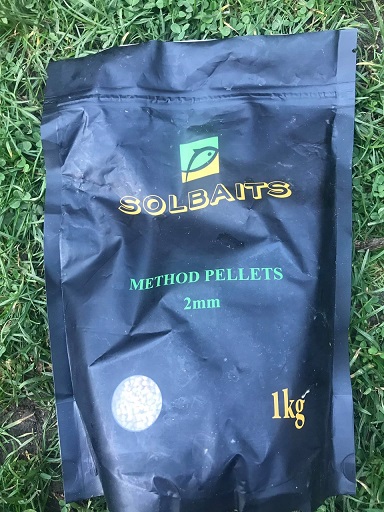 SOLBAITS
METHOD PELLETS
2mm
1kg